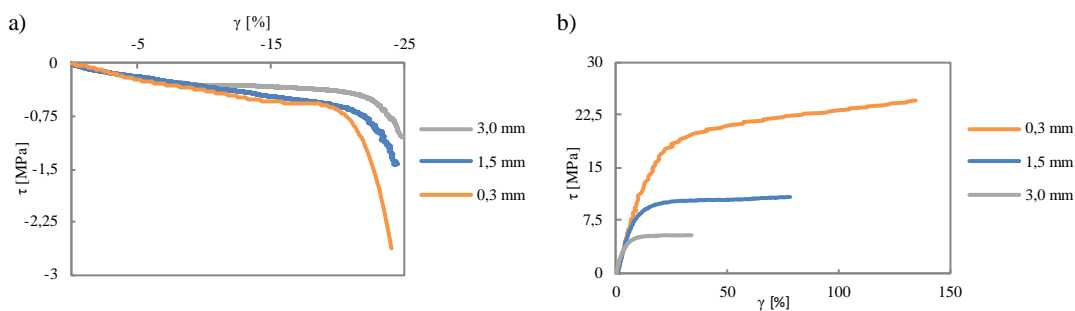 a)
γ [%]
-5
-15
-25
0
-0,75
-1,5
-2,25
-3
τ [MPa]
3,0 mm
1,5 mm
0,3 mm
b)
30
22,5
15
7,5
0
τ [MPa]
0
50
100
150
γ [%]
0,3 mm
1,5 mm
3,0 mm